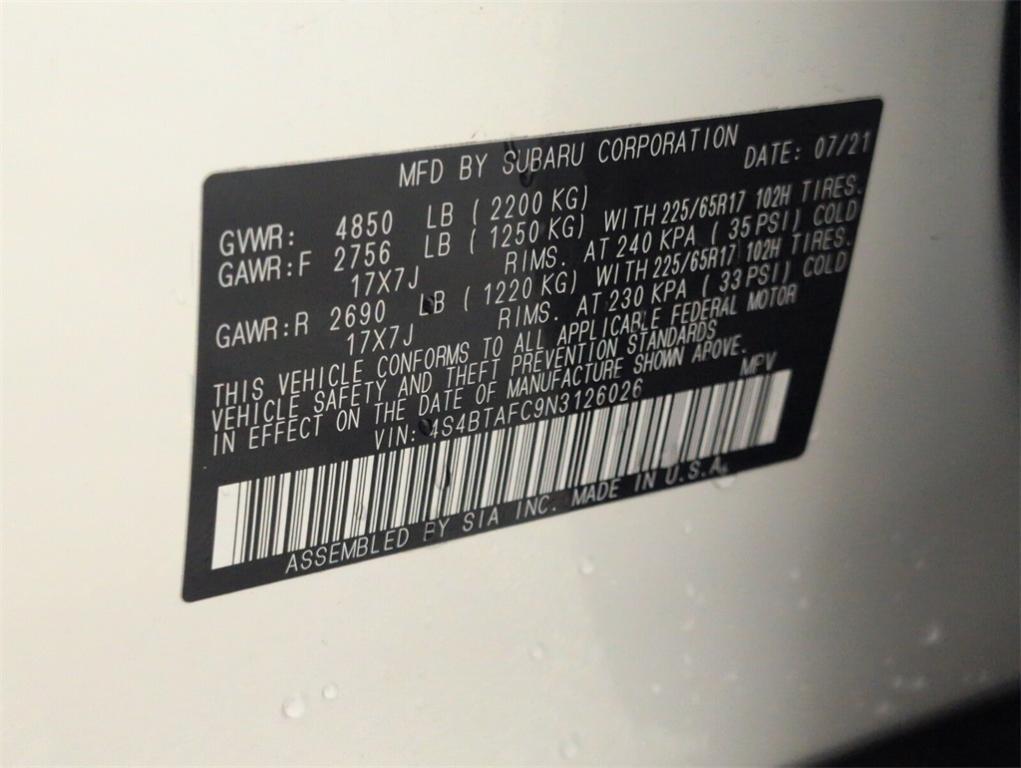 MFD BY SUBARU CORPORATION DATE: 07/21
GVWR: 4850 LB ( 2200 KG)
GAWR:F 2756 LB ( 1250 KG) WITH 225/65R17 102H TIRES.
17X7J RIMS. AT 240 KPA ( 35 PSI) COLD
GAWR:R 2690 LB ( 1220 KG) WITH 225/65R17 102H TIRES.
17X7J RIMS. AT 230 KPA ( 33 PSI) COLD
THIS VEHICLE CONFORMS TO ALL APPLICABLE FEDERAL MOTOR
VEHICLE SAFETY AND THEFT PREVENTION STANDARDS
IN EFFECT ON THE DATE OF MANUFACTURE SHOWN ABOVE.
VIN: 4S4BTAFC9N3126026 MPV
ASSEMBLED BY SIA INC. MADE IN U.S.A.